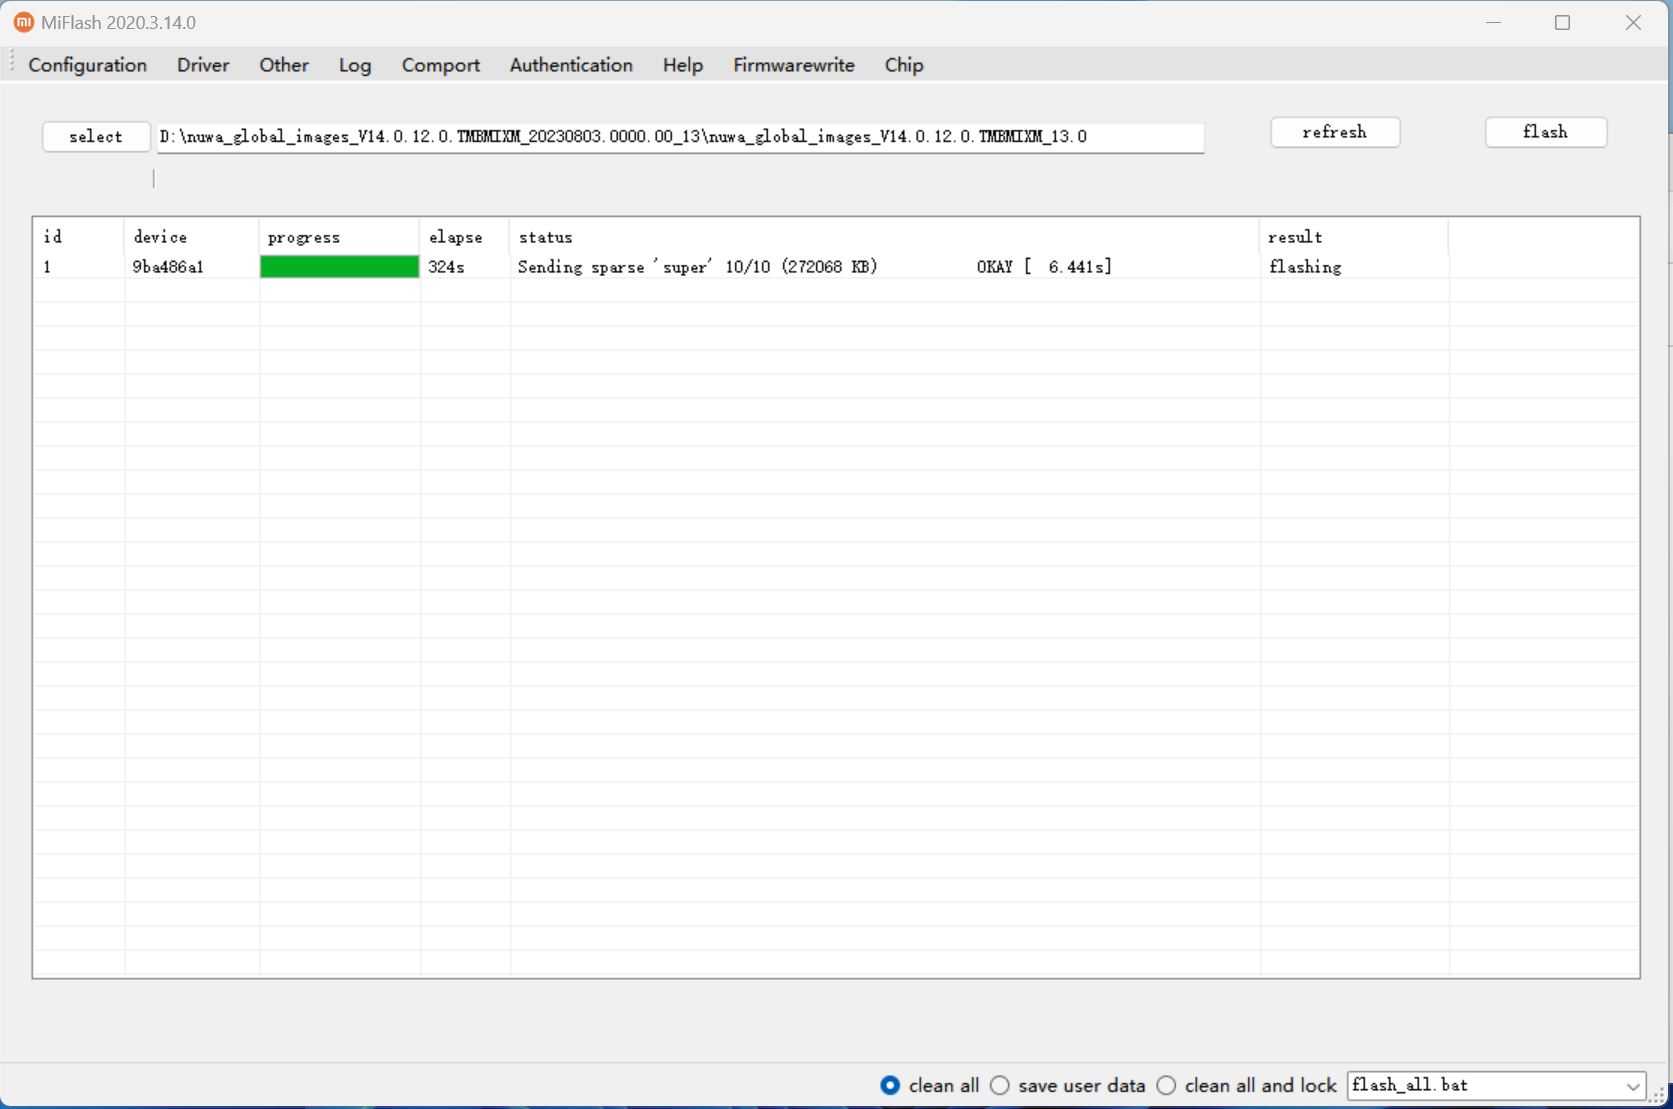 MiFlash 2020.3.14.0
Configuration Driver Other Log Comport Authentication Help Firmwarewrite Chip
select D:\nuwa_global_images_V14.0.12.0.TMBMIXM_20230803.0000.00_13\nuwa_global_images_V14.0.12.0.TMBMIXM_13.0 refresh flash
id device progress elapse status result
1 9ba486a1 324s Sending sparse 'super' 10/10 (272068 KB) OKAY [ 6.441s] flashing
clean all save user data clean all and lock flash_all.bat